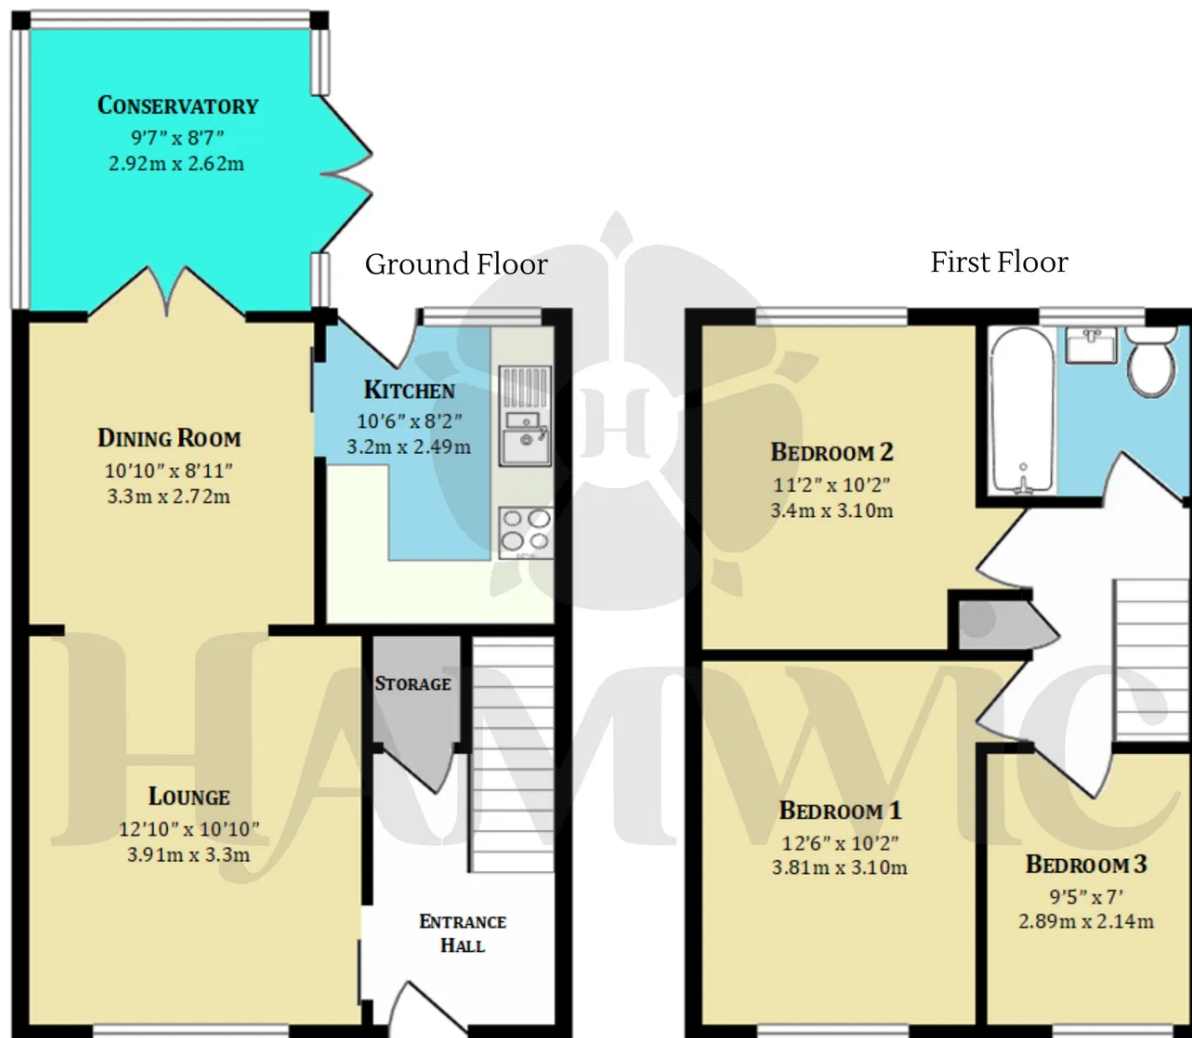 CONSERVATORY
9'7" x 8'7"
2.92m x 2.62m
Ground Floor
First Floor
KITCHEN
10'6" x 8'2"
3.2m x 2.49m
DINING ROOM
10'10" x 8'11"
3.3m x 2.72m
BEDROOM 2
11'2" x 10'2"
3.4m x 3.10m
H
STORAGE
HAMWIC
LOUNGE
12'10" x 10'10"
3.91m x 3.3m
BEDROOM 1
12'6" x 10'2"
3.81m x 3.10m
BEDROOM 3
9'5" x 7'
2.89m x 2.14m
ENTRANCE
HALL